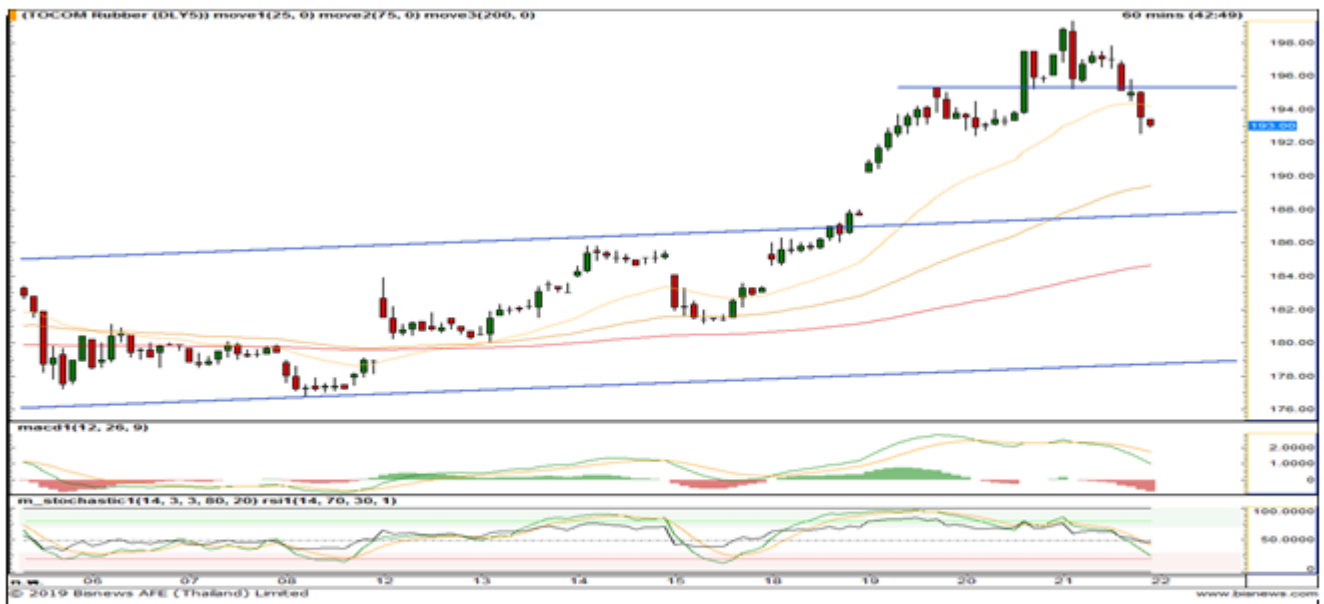 (TOCOM Rubber (DLY5)) move1(25, 0) move2(75, 0) move3(200, 0)
60 mins (42:49)
198.00
196.00
194.00
193.00
192.00
190.00
188.00
186.00
184.00
182.00
180.00
178.00
176.00
macd1(12, 26, 9)
2.0000
1.0000
0
m_stochastic1(14, 3, 3, 80, 20) rsi1(14, 70, 30, 1)
100.0000
50.0000
0
ก.พ. 06 07 08 12 13 14 15 18 19 20 21 22
© 2019 Bisnews AFE (Thailand) Limited
www.bisnews.com